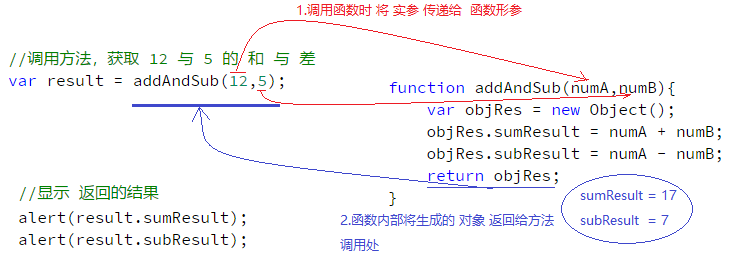 1.调用函数时 将 实参 传递给 函数形参
//调用方法，获取 12 与 5 的 和 与 差
var result = addAndSub(12,5);
function addAndSub(numA,numB){
var objRes = new Object();
objRes.sumResult = numA + numB;
objRes.subResult = numA - numB;
return objRes;
}
//显示 返回的结果
alert(result.sumResult);
alert(result.subResult);
sumResult = 17
subResult = 7
2.函数内部将生成的 对象 返回给方法
调用处